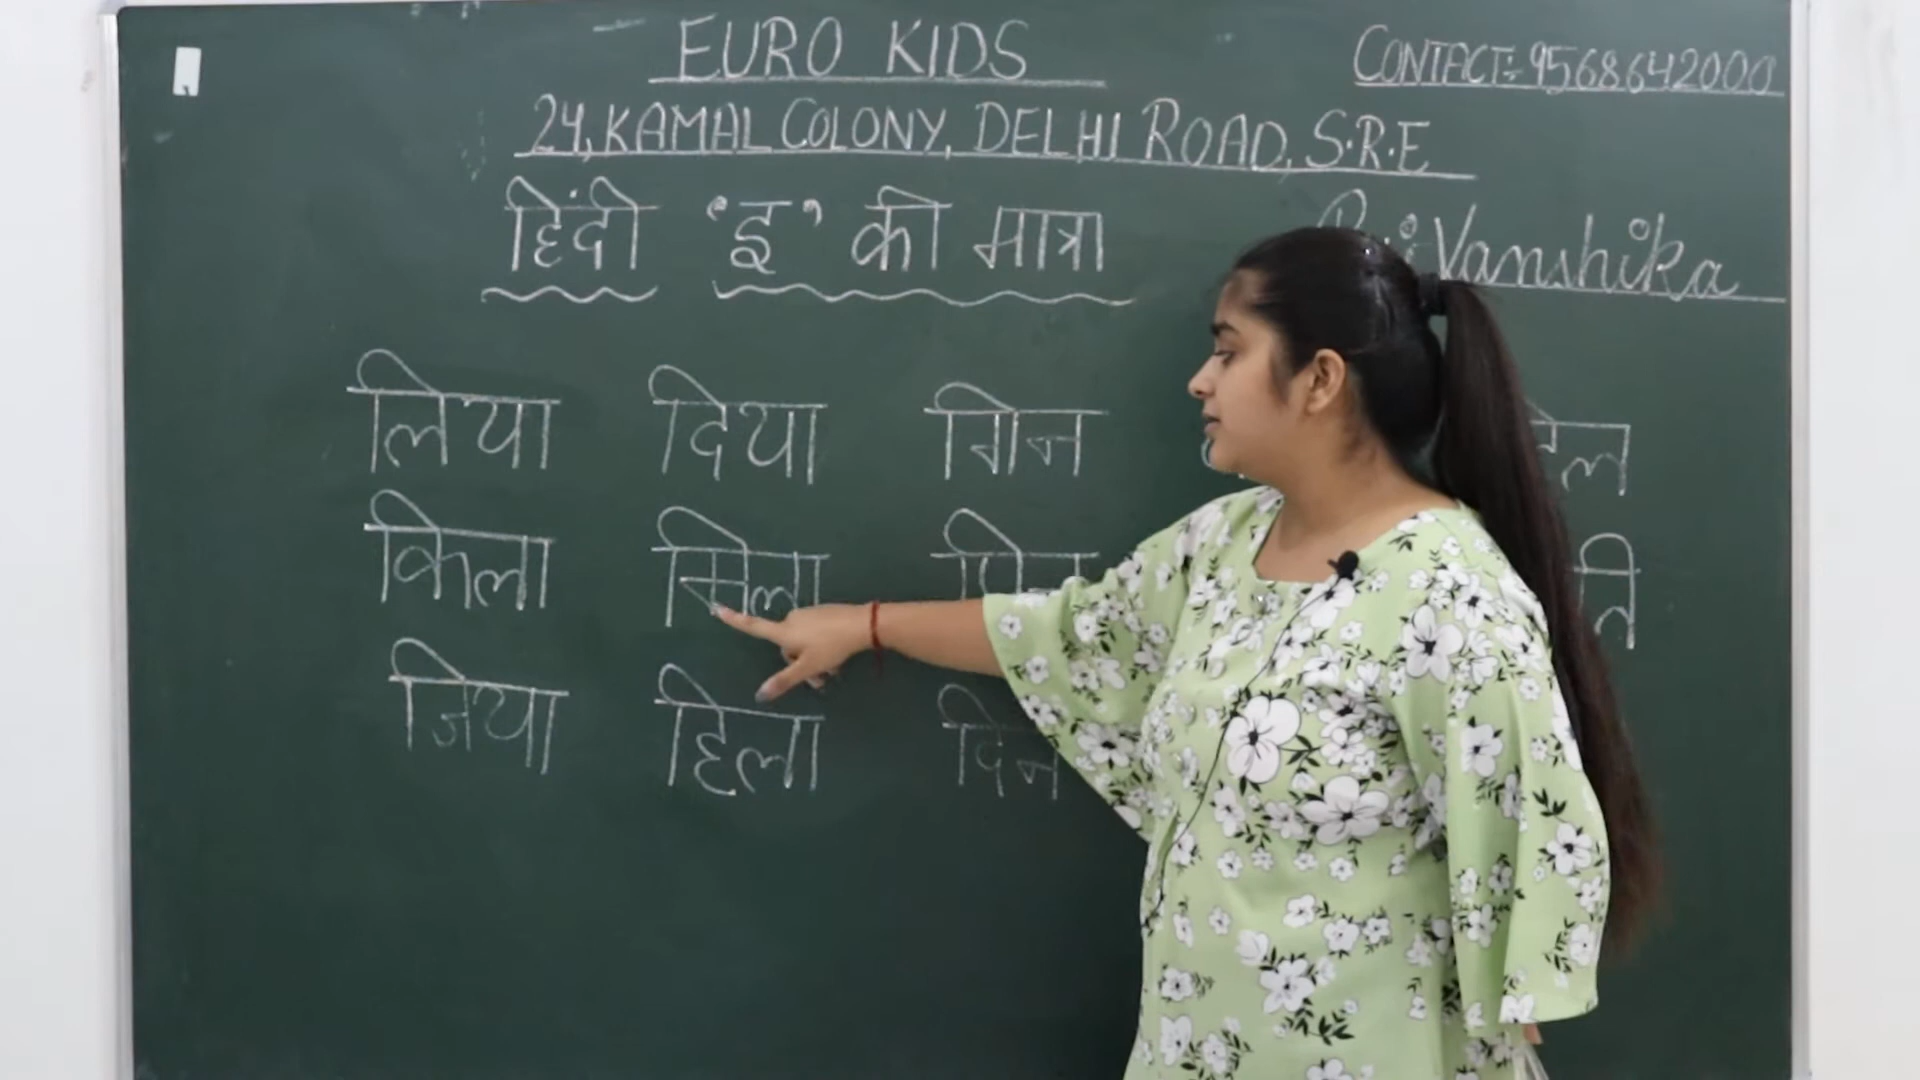 EURO KIDS
CONTACT:- 9568642000
24, KAMAL COLONY, DELHI ROAD, S.R.E
हिंदी 'इ' की मात्रा
Vanshika
लिया दिया गिन
किला मिला
जिया हिला दिन